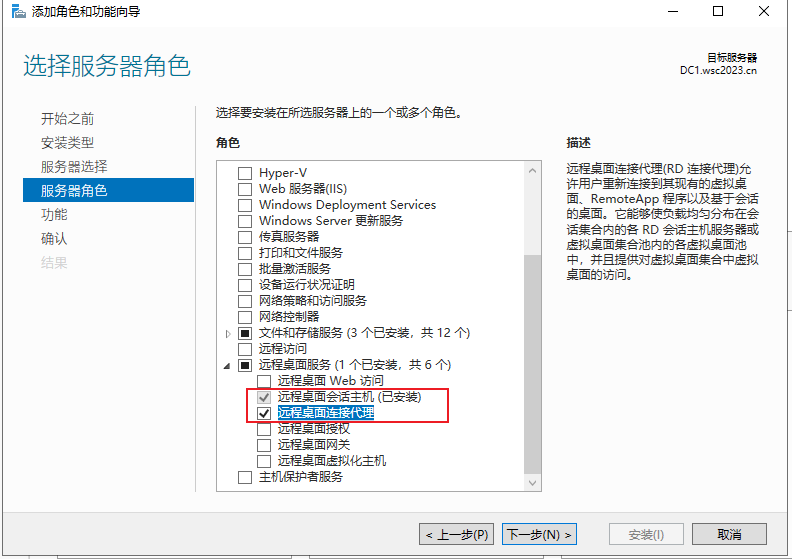 添加角色和功能向导
选择服务器角色
目标服务器
DC1.wsc2023.cn
开始之前
安装类型
服务器选择
服务器角色
功能
确认
结果
选择要安装在所选服务器上的一个或多个角色。
角色
Hyper-V
Web 服务器(IIS)
Windows Deployment Services
Windows Server 更新服务
传真服务器
打印和文件服务
批量激活服务
设备运行状况证明
网络策略和访问服务
网络控制器
文件和存储服务 (3 个已安装，共 12 个)
远程访问
远程桌面服务 (1 个已安装，共 6 个)
远程桌面 Web 访问
远程桌面会话主机 (已安装)
远程桌面连接代理
远程桌面授权
远程桌面网关
远程桌面虚拟化主机
主机保护者服务
描述
远程桌面连接代理(RD 连接代理)允
许用户重新连接到其现有的虚拟桌
面、RemoteApp 程序以及基于会话
的桌面。它能够使负载均匀分布在会
话集合内的各 RD 会话主机服务器或
虚拟桌面集合池内的各虚拟桌面池
中，并且提供对虚拟桌面集合中虚拟
桌面的访问。
< 上一步(P)
下一步(N) >
安装(I)
取消